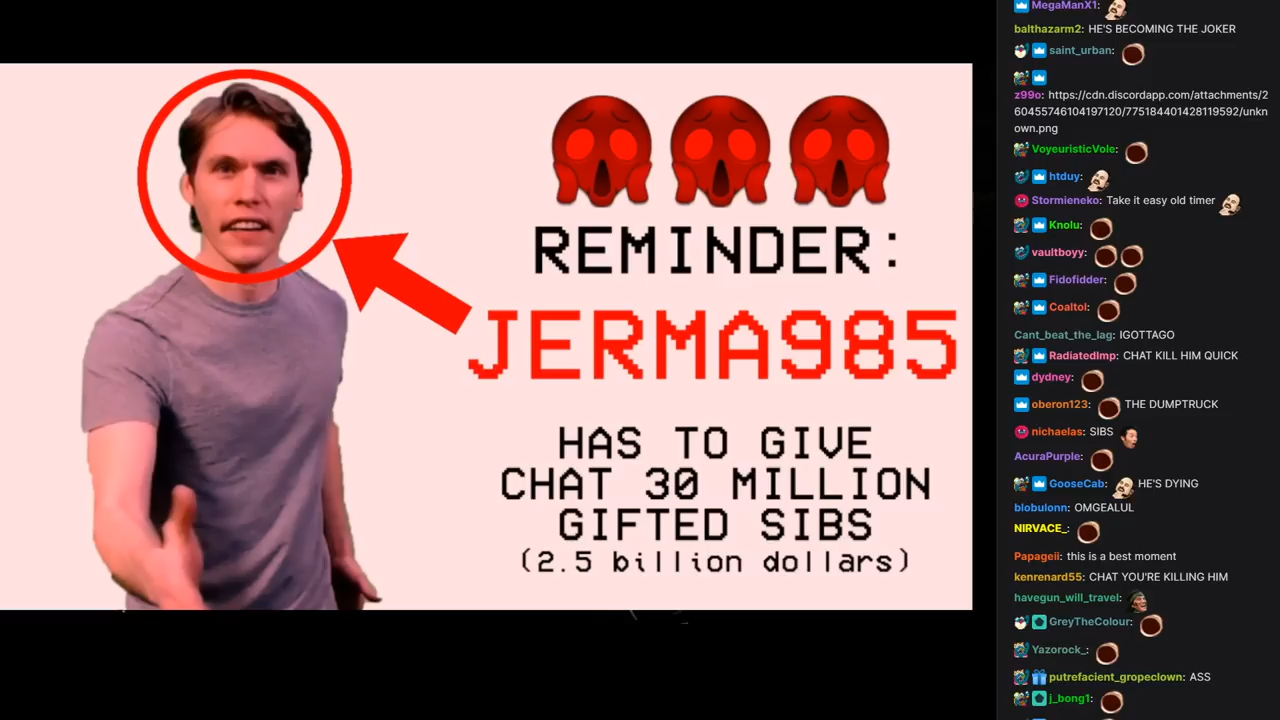 REMINDER:
JERMA985
HAS TO GIVE
CHAT 30 MILLION
GIFTED SIBS
(2.5 billion dollars)
MegaManX1:
balthazarm2: HE'S BECOMING THE JOKER
saint_urban:
z99o: https://cdn.discordapp.com/attachments/2
60455746104197120/775184401428119592/unkn
own.png
VoyeuristicVole:
htduy:
Stormieneko: Take it easy old timer
Knolu:
vaultboyy:
Fidofidder:
Coaltol:
Cant_beat_the_lag: IGOTTAGO
RadiatedImp: CHAT KILL HIM QUICK
dydney:
oberon123: THE DUMPTRUCK
nichaelas: SIBS
AcuraPurple:
GooseCab: HE'S DYING
blobulonn: OMGEALUL
NIRVACE_:
Papageii: this is a best moment
kenrenard55: CHAT YOU'RE KILLING HIM
havegun_will_travel:
GreyTheColour:
Yazorock_:
putrefacient_gropeclown: ASS
j_bong1: